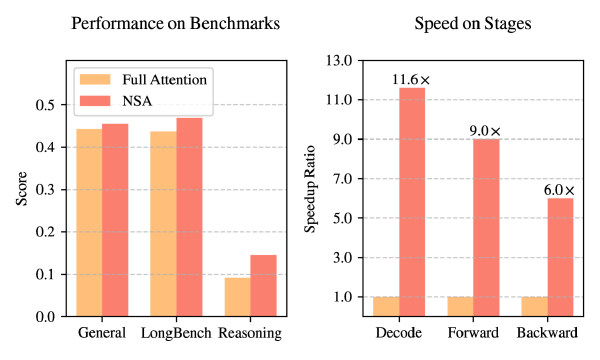 Performance on Benchmarks
Full Attention
NSA
Score
0.5
0.4
0.3
0.2
0.1
0.0
General
LongBench
Reasoning
Speed on Stages
Speedup Ratio
13.0
11.0
9.0
7.0
5.0
3.0
1.0
11.6×
9.0×
6.0×
Decode
Forward
Backward